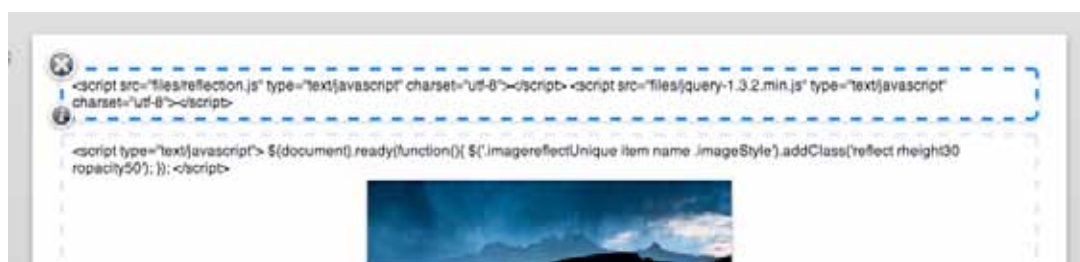 <script src="files/reflection.js" type="text/javascript" charset="utf-8"></script> <script src="files/jquery-1.3.2.min.js" type="text/javascript"
charset="utf-8"></script>
<script type="text/javascript"> $(document).ready(function(){ $('.imagereflectUnique item name .imageStyle').addClass('reflect rheight30
ropacity50'); }); </script>